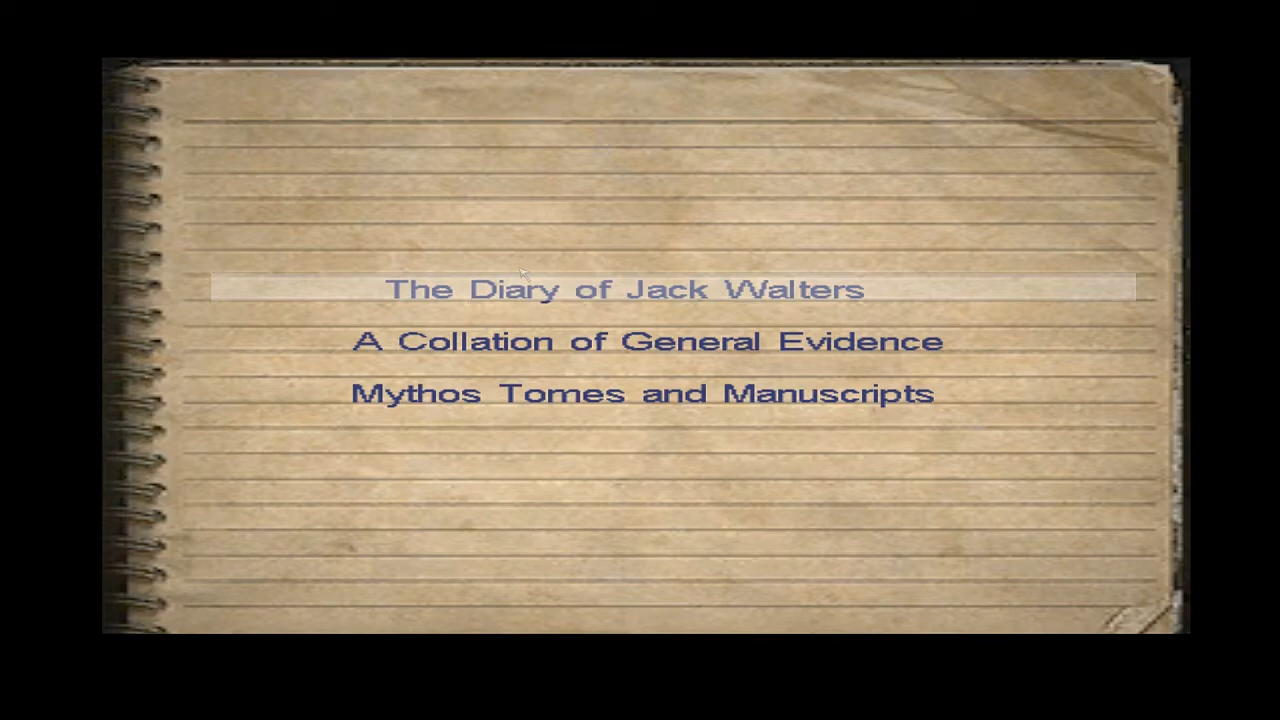 The Diary of Jack Walters
A Collation of General Evidence
Mythos Tomes and Manuscripts